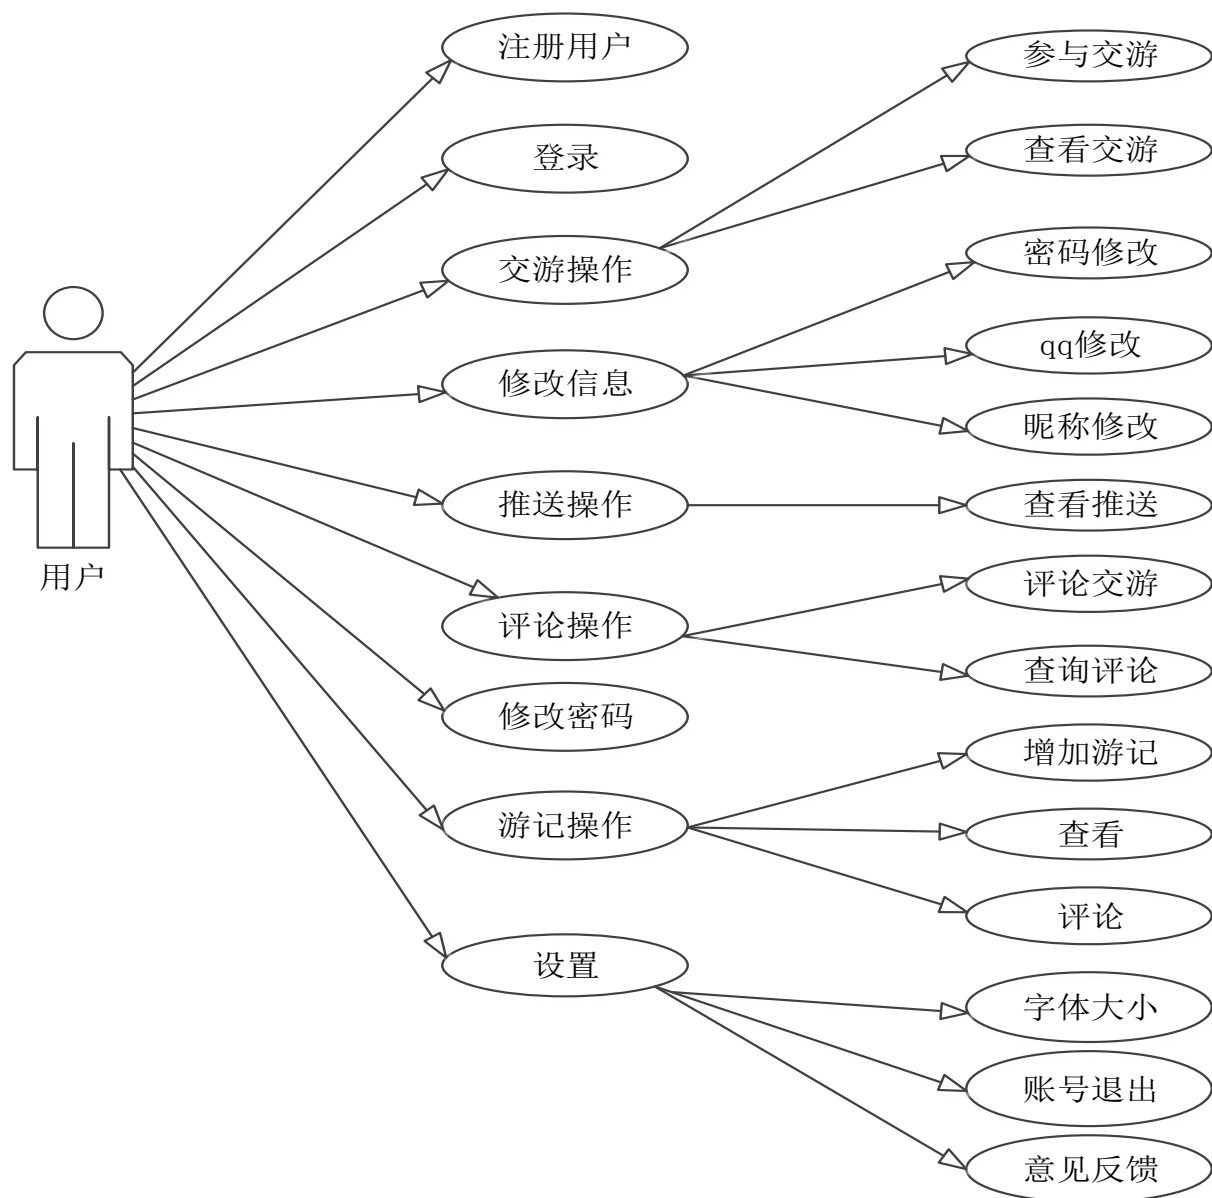 注册用户
参与交游
登录
查看交游
交游操作
密码修改
修改信息
qq修改
昵称修改
推送操作
查看推送
用户
评论操作
评论交游
查询评论
修改密码
增加游记
游记操作
查看
评论
设置
字体大小
账号退出
意见反馈